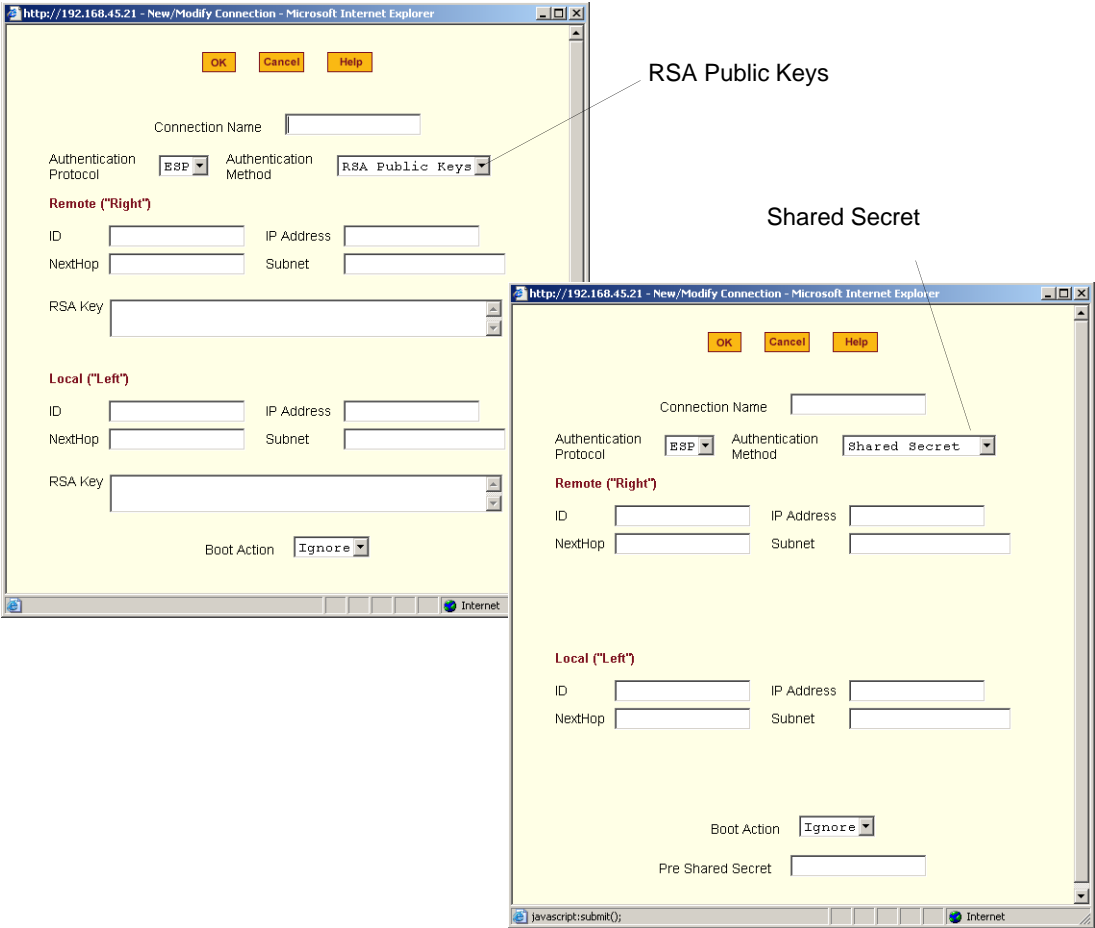 http://192.168.45.21 - New/Modify Connection - Microsoft Internet Explorer
OK Cancel Help
RSA Public Keys
Connection Name
Authentication Protocol ESP Authentication Method RSA Public Keys
Remote ("Right")
ID IP Address
NextHop Subnet
RSA Key
Local ("Left")
ID IP Address
NextHop Subnet
RSA Key
Boot Action Ignore
Internet
Shared Secret
http://192.168.45.21 - New/Modify Connection - Microsoft Internet Explorer
OK Cancel Help
Connection Name
Authentication Protocol ESP Authentication Method Shared Secret
Remote ("Right")
ID IP Address
NextHop Subnet
Local ("Left")
ID IP Address
NextHop Subnet
Boot Action Ignore
Pre Shared Secret
javascript:submit(); Internet